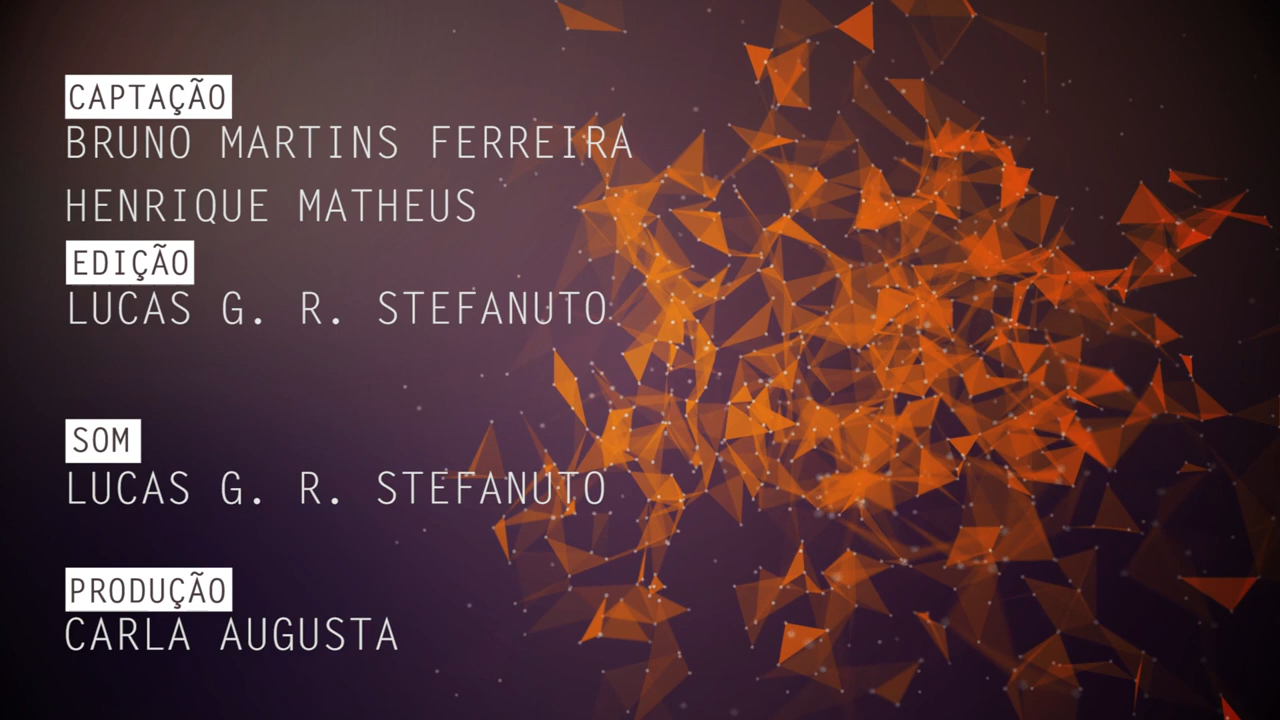 CAPTAÇÃO
BRUNO MARTINS FERREIRA
HENRIQUE MATHEUS
EDIÇÃO
LUCAS G. R. STEFANUTO
SOM
LUCAS G. R. STEFANUTO
PRODUÇÃO
CARLA AUGUSTA